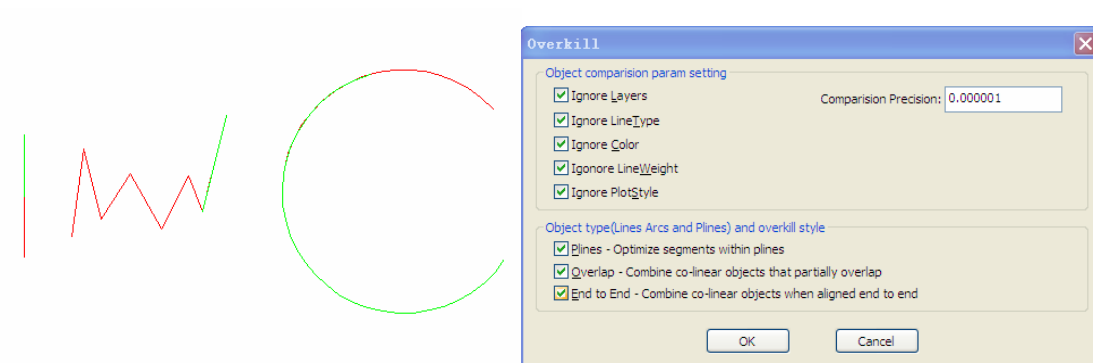 Overkill
Object comparision param setting
Ignore Layers
Comparision Precision: 0.000001
Ignore LineType
Ignore Color
Igonore LineWeight
Ignore PlotStyle
Object type(Lines Arcs and Plines) and overkill style
Plines - Optimize segments within plines
Overlap - Combine co-linear objects that partially overlap
End to End - Combine co-linear objects when aligned end to end
OK Cancel